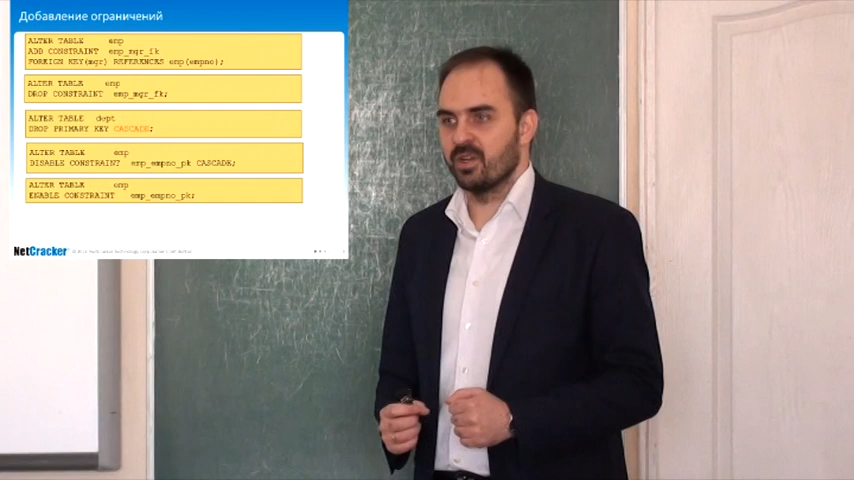 Добавление ограничений
ALTER TABLE emp
ADD CONSTRAINT emp_mgr_fk
FOREIGN KEY(mgr) REFERENCES emp(empno);
ALTER TABLE emp
DROP CONSTRAINT emp_mgr_fk;
ALTER TABLE dept
DROP PRIMARY KEY CASCADE;
ALTER TABLE emp
DISABLE CONSTRAINT emp_empno_pk CASCADE;
ALTER TABLE emp
ENABLE CONSTRAINT emp_empno_pk;
NetCracker